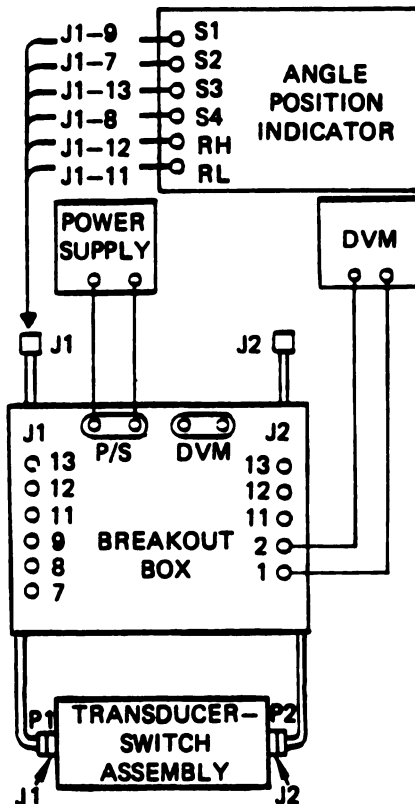 J1-9 S1
J1-7 S2
J1-13 S3
J1-8 S4
J1-12 RH
J1-11 RL
ANGLE
POSITION
INDICATOR
POWER
SUPPLY
DVM
J1
J2
J1
P/S
DVM
J2
13
12
11
9
8
7
BREAKOUT
BOX
13
12
11
2
1
P1
TRANSDUCER-
SWITCH
ASSEMBLY
P2
J1
J2